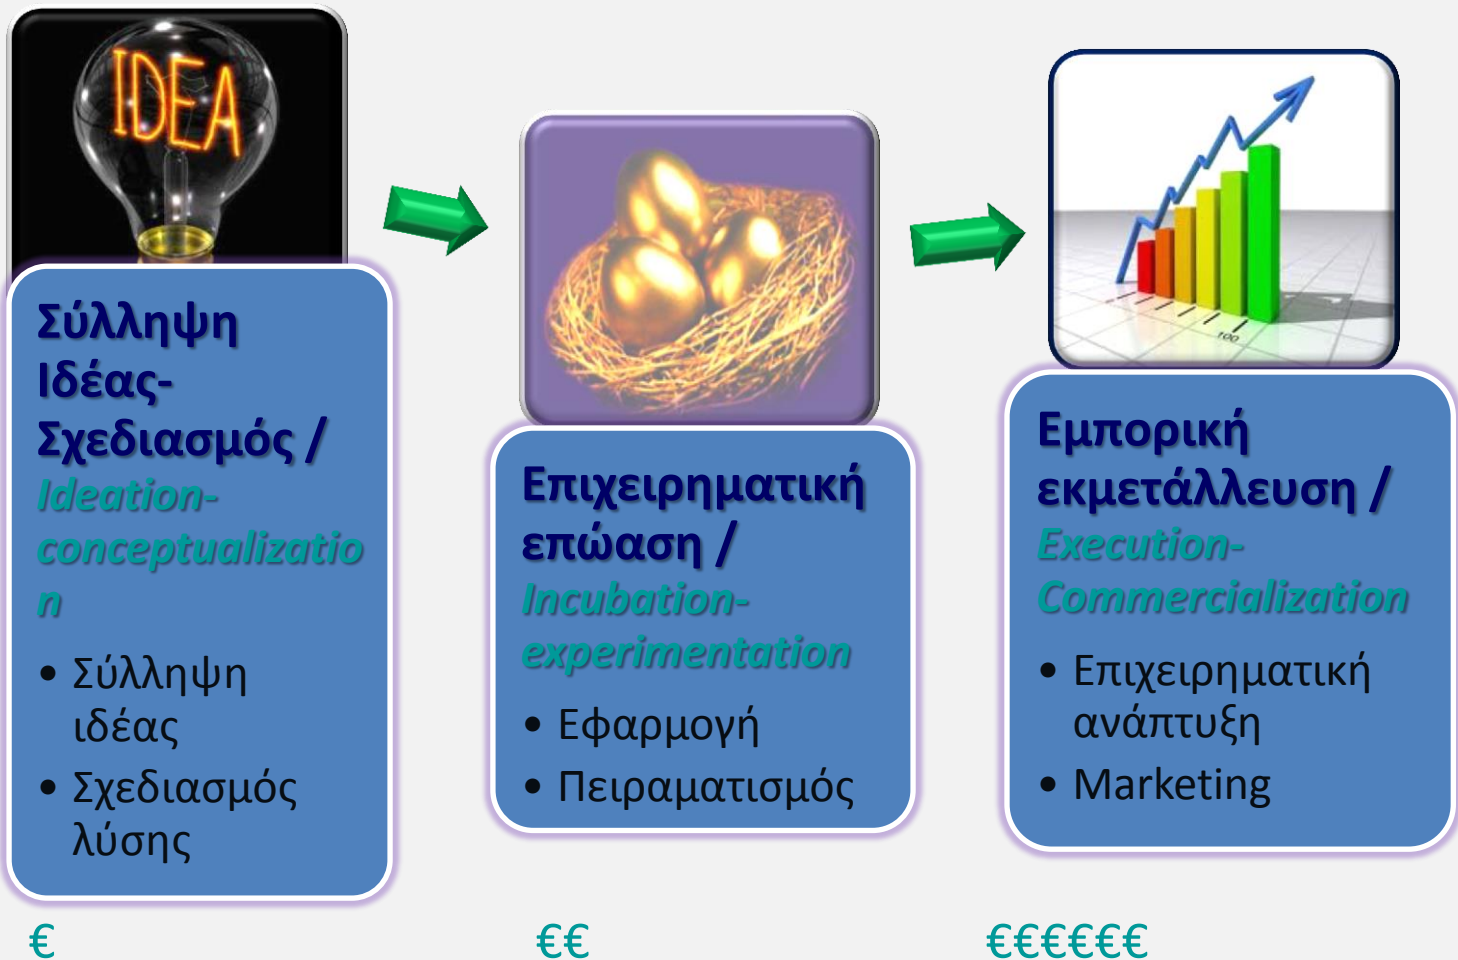 IDEA
Σύλληψη
Ιδέας-
Σχεδιασμός /
Ideation-
conceptualizatio
n
• Σύλληψη
ιδέας
• Σχεδιασμός
λύσης
€
Επιχειρηματική
επώαση /
Incubation-
experimentation
• Εφαρμογή
• Πειραματισμός
€€
100
Εμπορική
εκμετάλλευση /
Execution-
Commercialization
• Επιχειρηματική
ανάπτυξη
• Marketing
€€€€€€